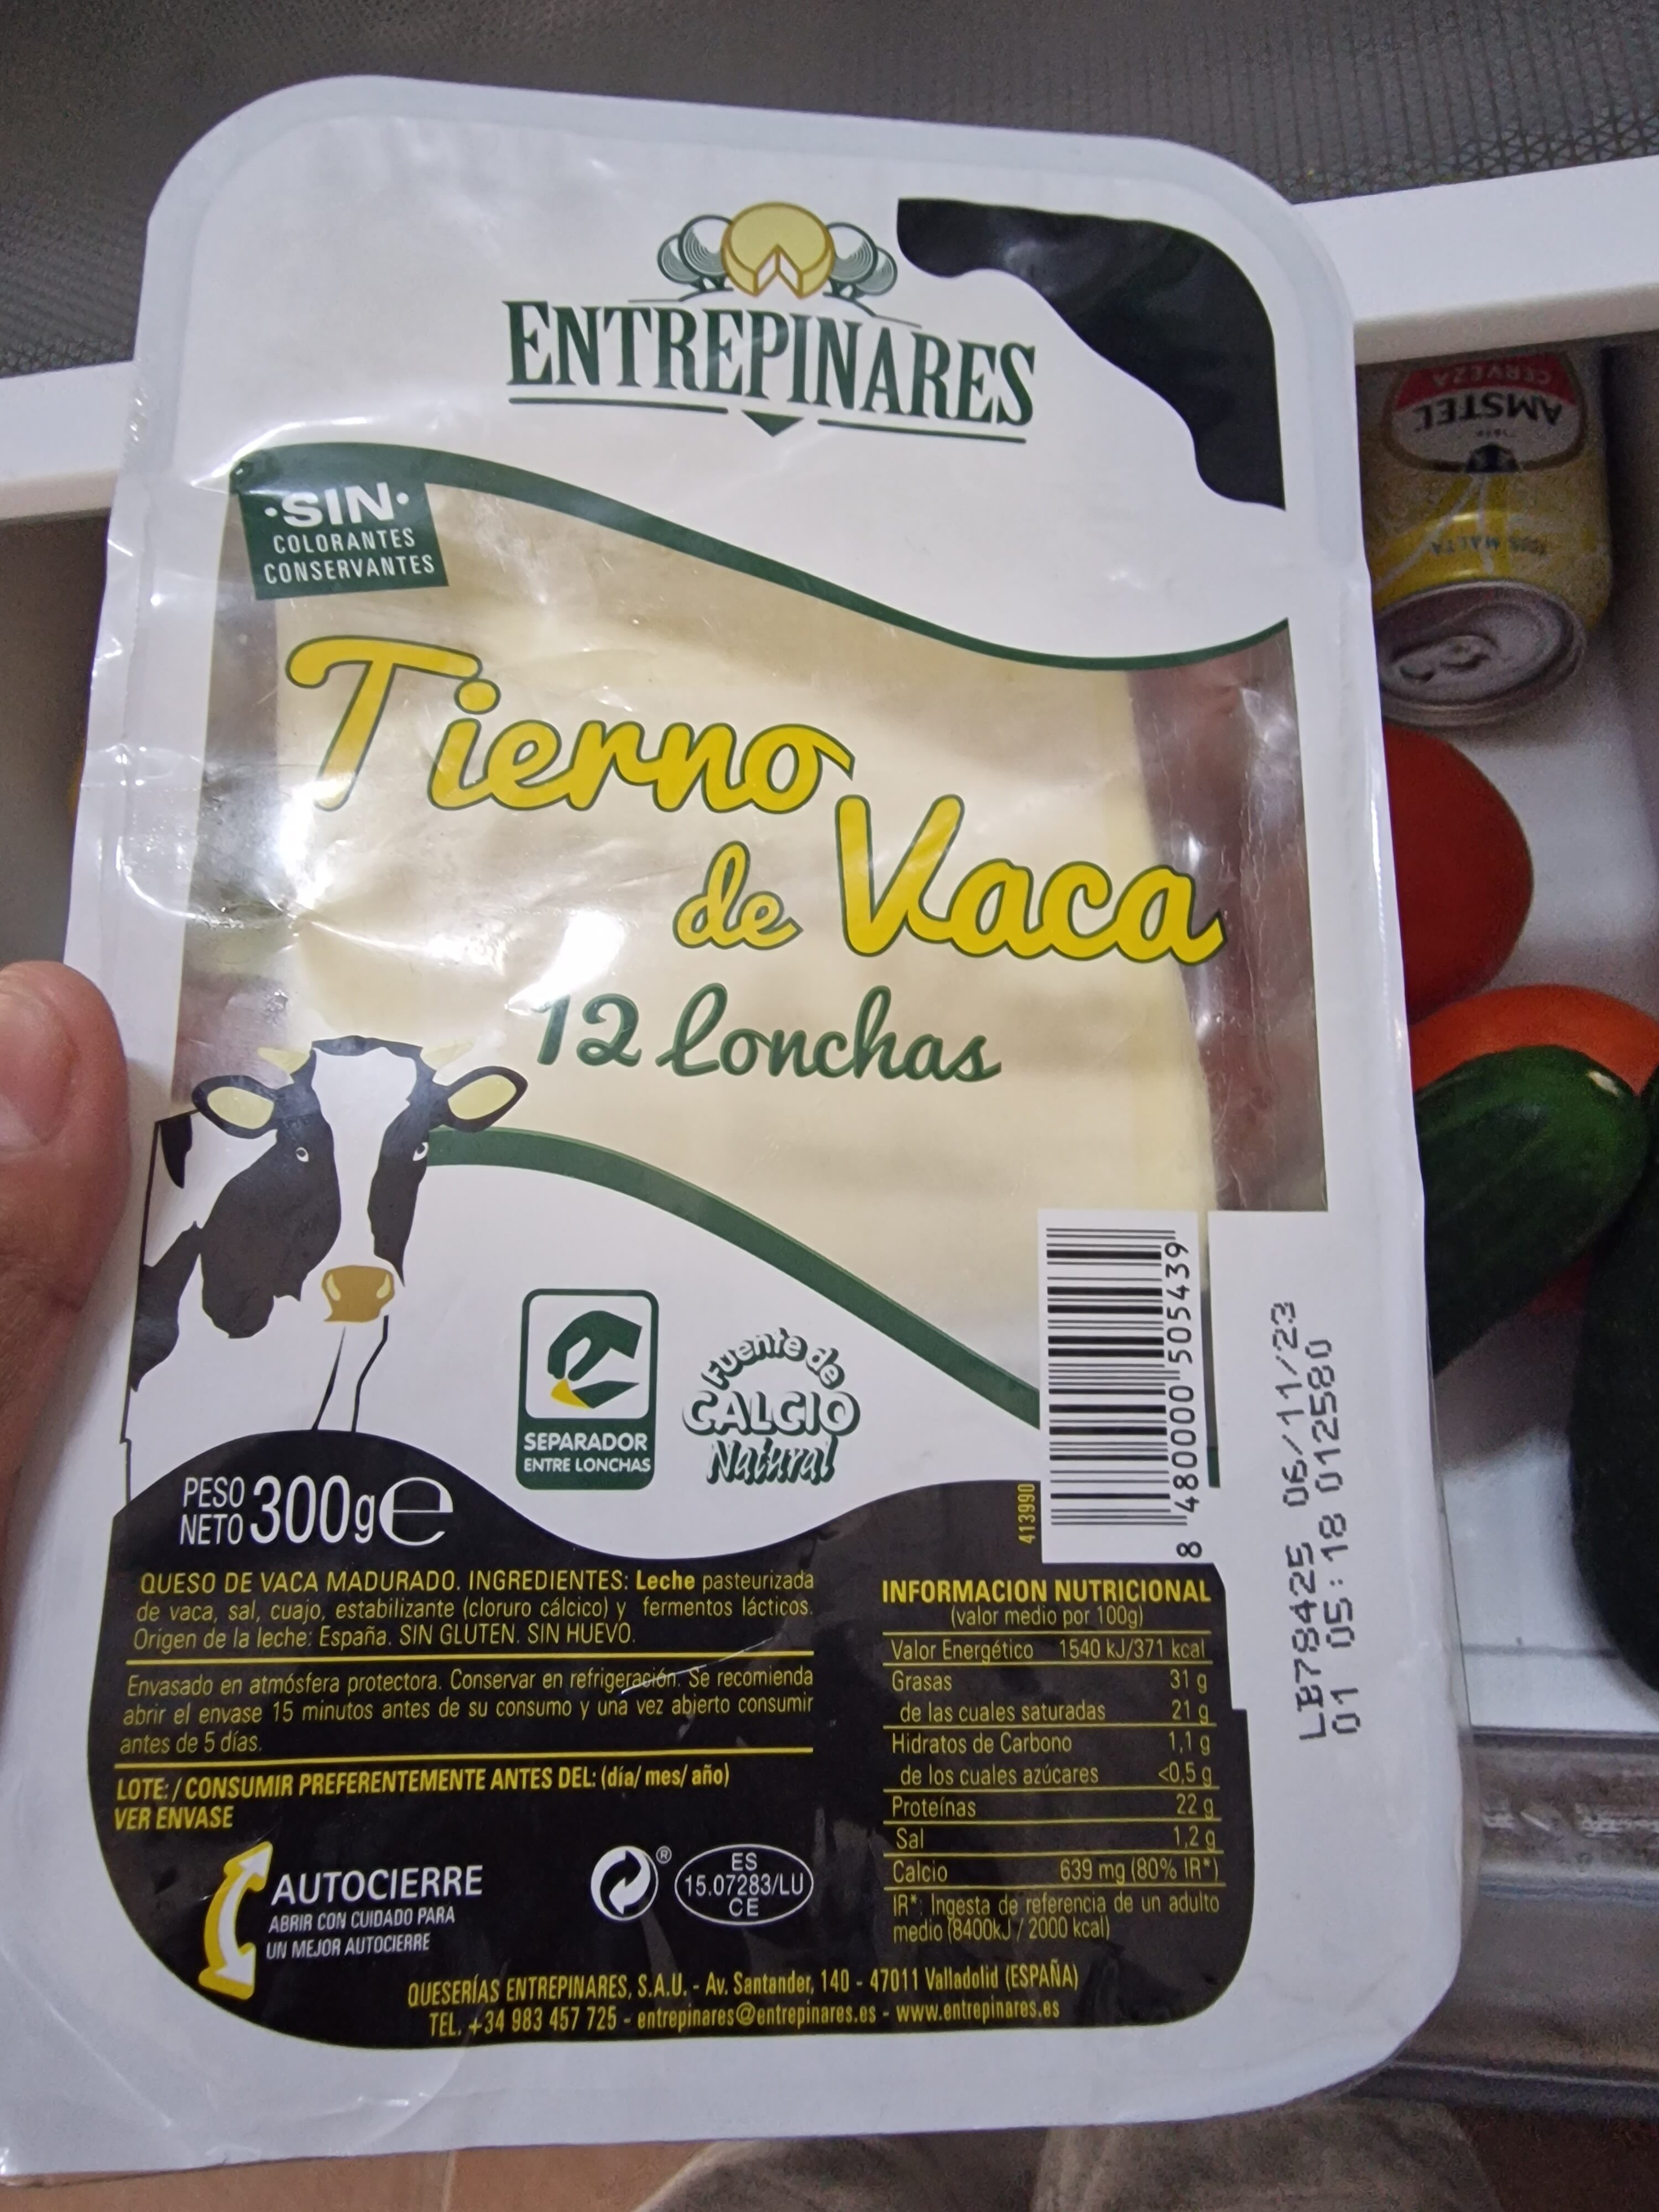 ENTREPINARES
·SIN·
COLORANTES
CONSERVANTES
Tierno
de Vaca
12 lonchas
SEPARADOR
ENTRE LONCHAS
Fuente de
CALCIO
Natural
PESO
NETO 300g e
QUESO DE VACA MADURADO. INGREDIENTES: Leche pasteurizada
de vaca, sal, cuajo, estabilizante (cloruro cálcico) y fermentos lácticos.
Origen de la leche: España. SIN GLUTEN. SIN HUEVO.
Envasado en atmósfera protectora. Conservar en refrigeración. Se recomienda
abrir el envase 15 minutos antes de su consumo y una vez abierto consumir
antes de 5 días.
LOTE: / CONSUMIR PREFERENTEMENTE ANTES DEL: (día/ mes/ año)
VER ENVASE
AUTOCIERRE
ABRIR CON CUIDADO PARA
UN MEJOR AUTOCIERRE
®
ES
15.07283/LU
CE
413990
8 480000 505439
INFORMACION NUTRICIONAL
(valor medio por 100g)
Valor Energético 1540 kJ/371 kcal
Grasas 31 g
de las cuales saturadas 21 g
Hidratos de Carbono 1,1 g
de los cuales azúcares <0,5 g
Proteínas 22 g
Sal 1,2 g
Calcio 639 mg (80% IR*)
IR*: Ingesta de referencia de un adulto
medio (8400kJ / 2000 kcal)
QUESERÍAS ENTREPINARES, S.A.U. - Av. Santander, 140 - 47011 Valladolid (ESPAÑA)
TEL. +34 983 457 725 - entrepinares@entrepinares.es - www.entrepinares.es
LB78425 06/11/23
01 05:18 012580
AMSTEL
CERVEZA
MALTA